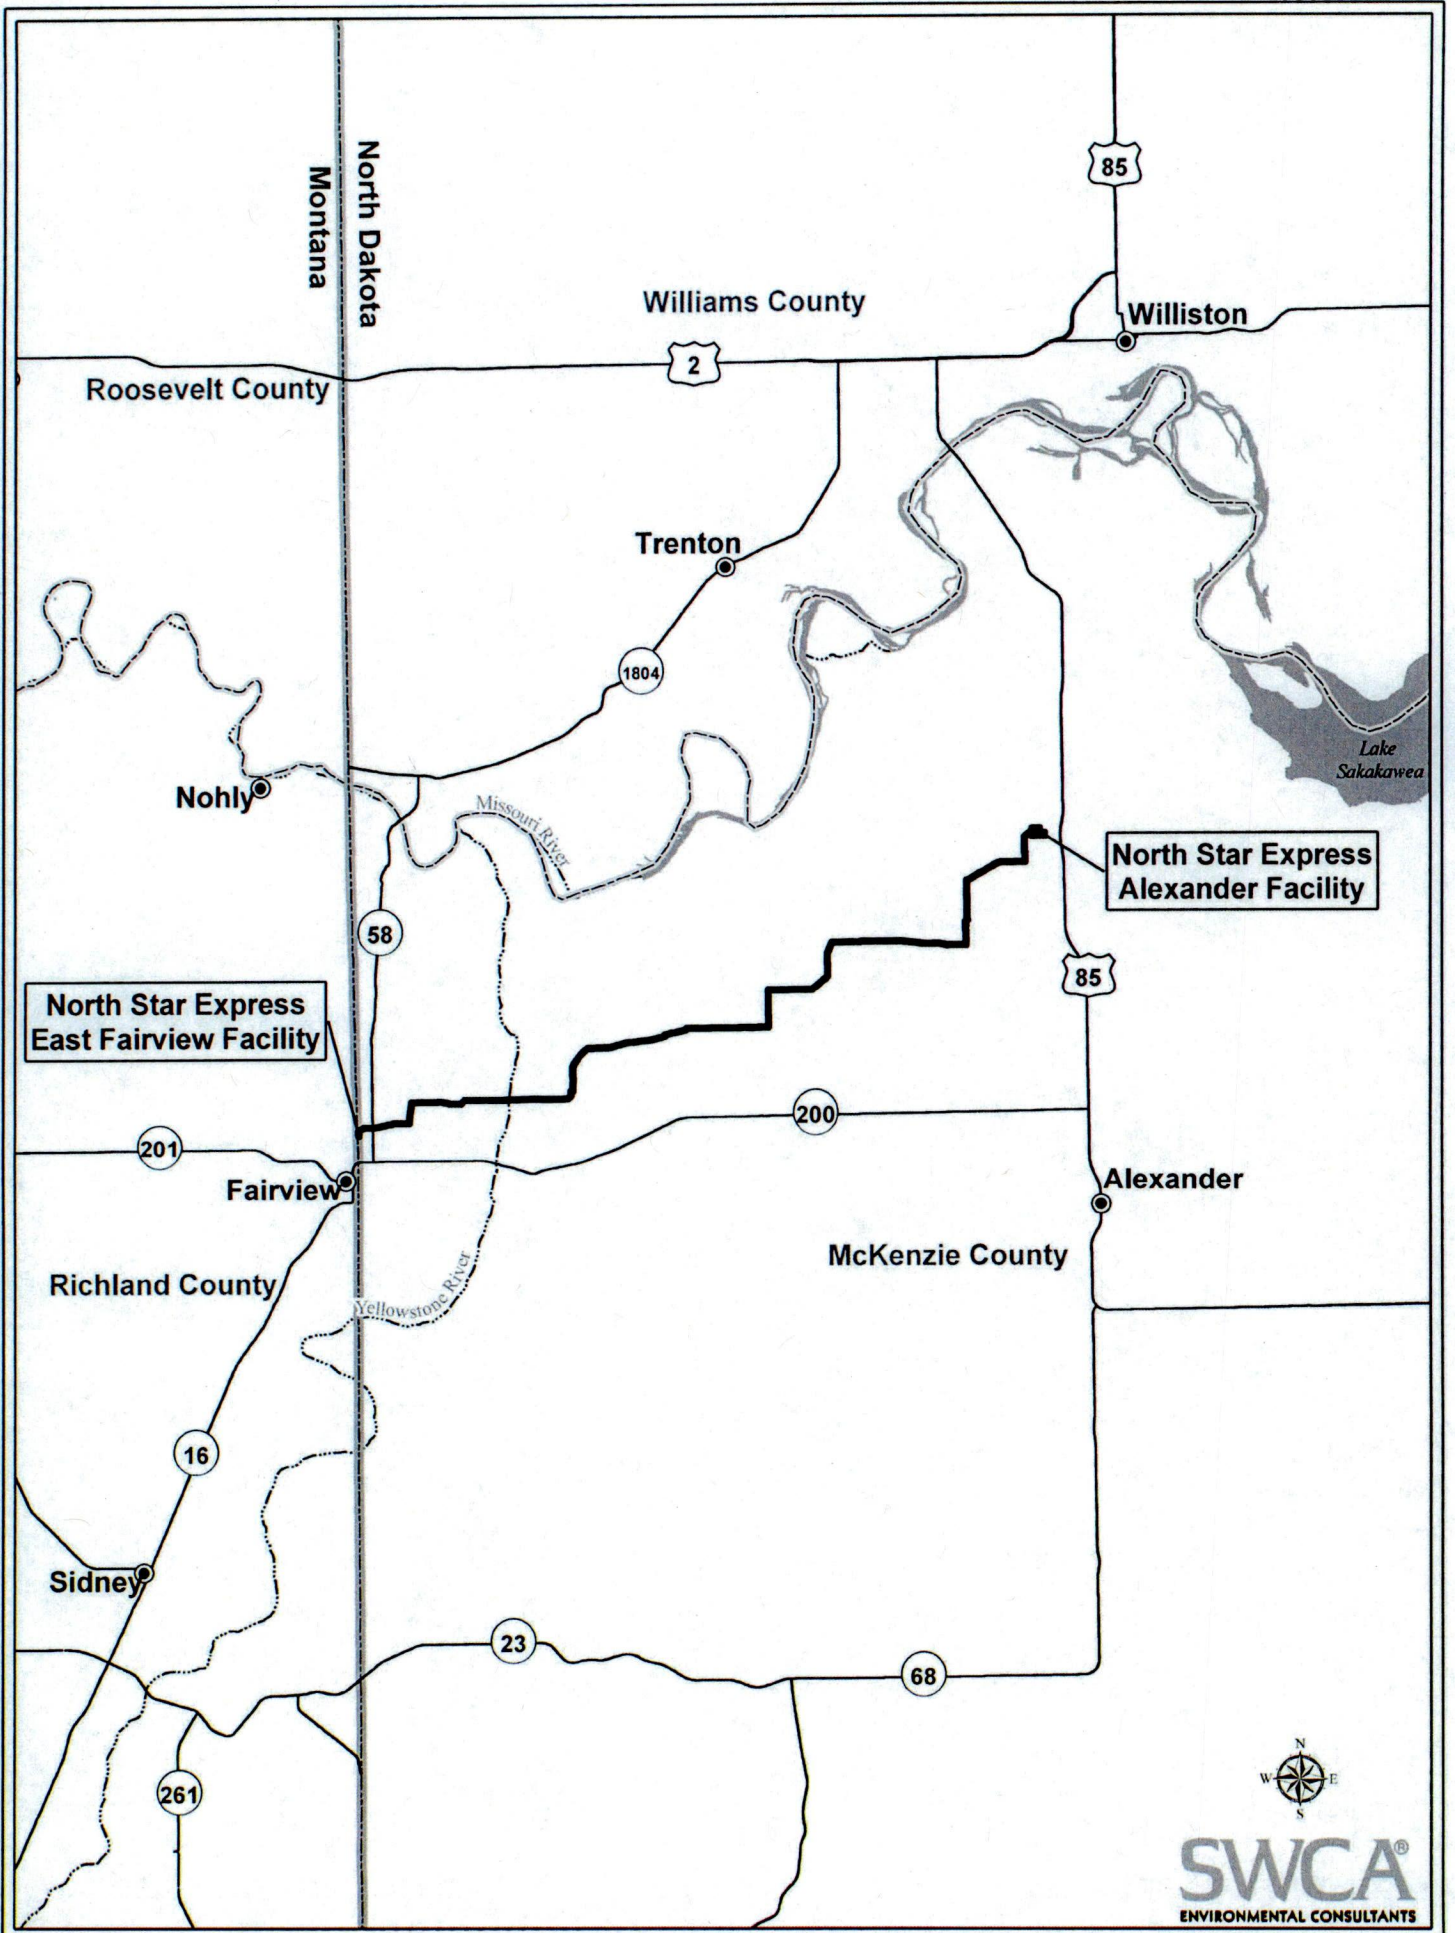 North Dakota
Montana
85
Williams County
Williston
2
Roosevelt County
Trenton
1804
Lake
Sakakawea
Nohly
Missouri River
North Star Express
Alexander Facility
58
85
North Star Express
East Fairview Facility
200
201
Alexander
Fairview
McKenzie County
Richland County
Yellowstone River
16
Sidney
23
68
261
N
W E
S
SWCA®
ENVIRONMENTAL CONSULTANTS